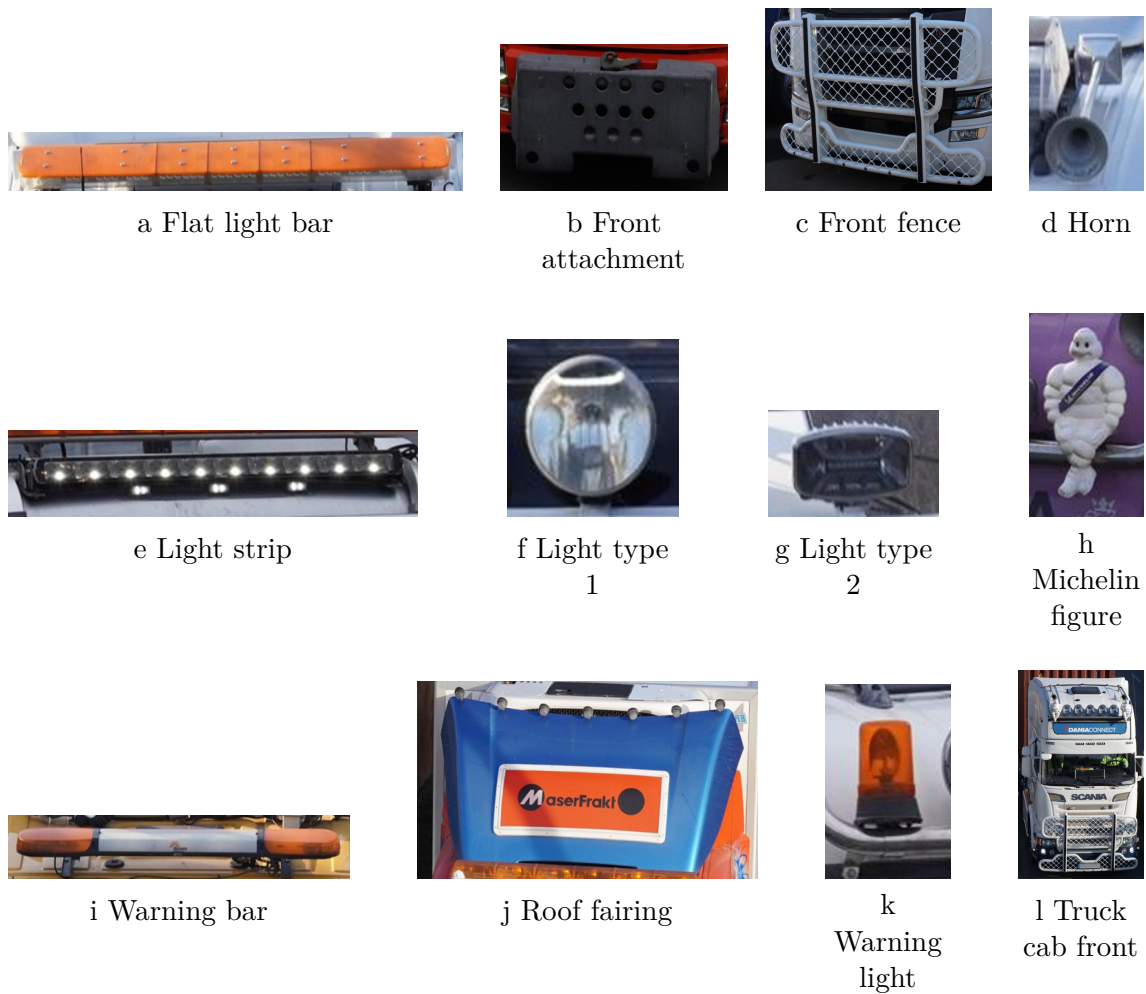 a Flat light bar
b Front
attachment
c Front fence
d Horn
e Light strip
f Light type
1
g Light type
2
h
Michelin
figure
MaserFrakt
DANIACONNECT
SCANIA
i Warning bar
j Roof fairing
k
Warning
light
l Truck
cab front